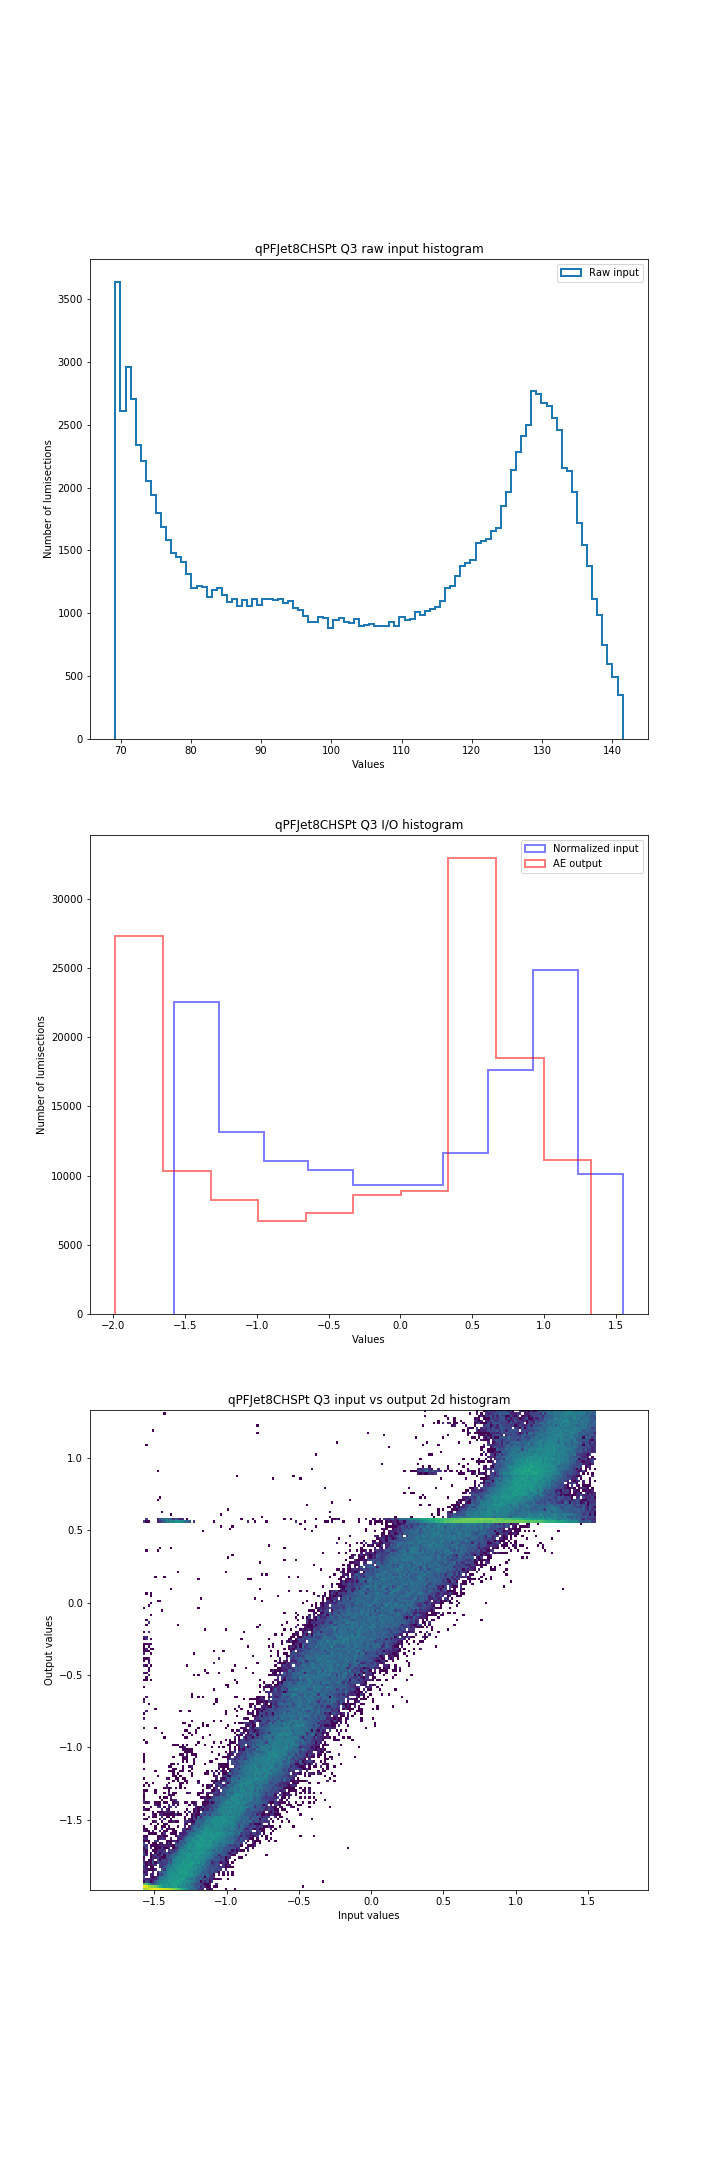 qPFJet8CHSPt Q3 raw input histogram
Raw input
3500
3000
2500
2000
1500
1000
500
0
Number of lumisections
70 80 90 100 110 120 130 140
Values
qPFJet8CHSPt Q3 I/O histogram
Normalized input
AE output
30000
25000
20000
15000
10000
5000
0
Number of lumisections
−2.0 −1.5 −1.0 −0.5 0.0 0.5 1.0 1.5
Values
qPFJet8CHSPt Q3 input vs output 2d histogram
1.0
0.5
0.0
−0.5
−1.0
−1.5
Output values
−1.5 −1.0 −0.5 0.0 0.5 1.0 1.5
Input values